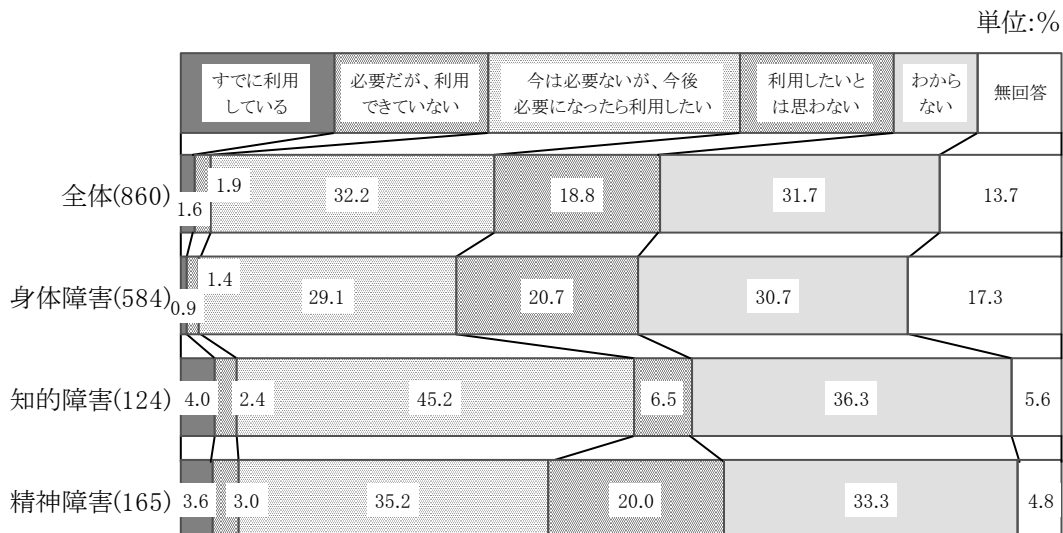 単位:%
すでに利用
している
必要だが、利用
できていない
今は必要ないが、今後
必要になったら利用したい
利用したいと
は思わない
わから
ない
無回答
全体(860)
1.6
1.9
32.2
18.8
31.7
13.7
身体障害(584)
0.9
1.4
29.1
20.7
30.7
17.3
知的障害(124)
4.0
2.4
45.2
6.5
36.3
5.6
精神障害(165)
3.6
3.0
35.2
20.0
33.3
4.8